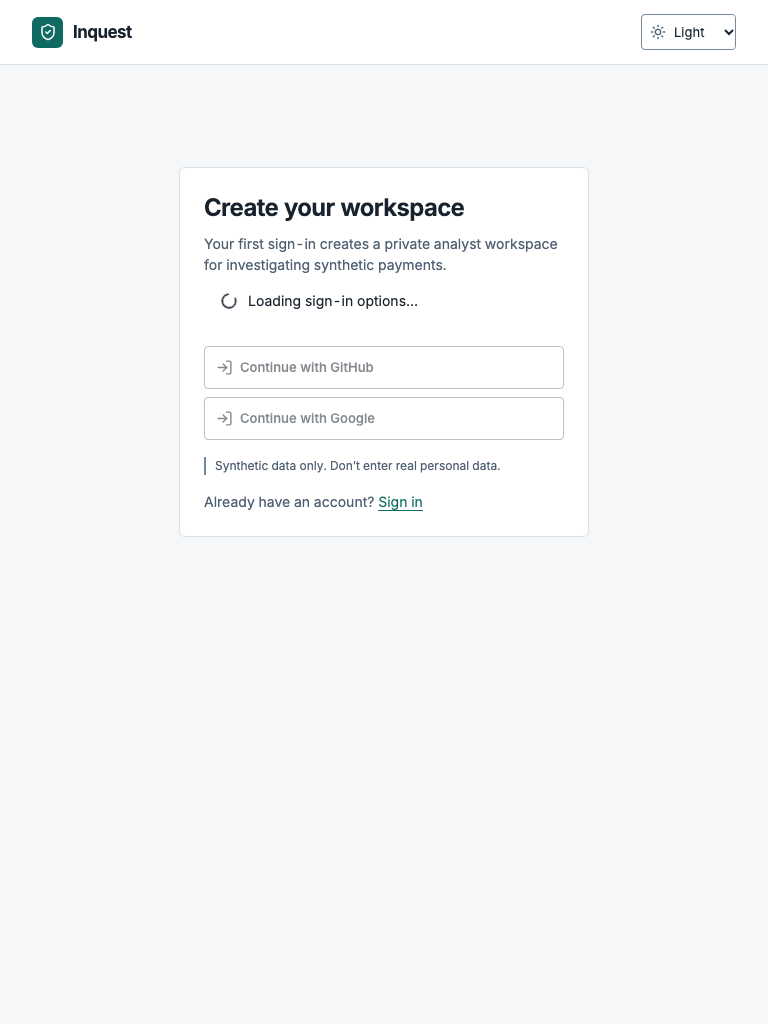 Inquest
Light
Create your workspace
Your first sign-in creates a private analyst workspace
for investigating synthetic payments.
Loading sign-in options...
Continue with GitHub
Continue with Google
Synthetic data only. Don’t enter real personal data.
Already have an account? Sign in